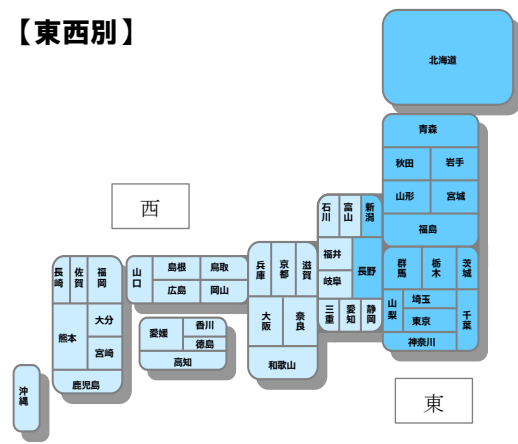 【東西別】
北海道
青森
秋田 岩手
山形 宮城
福島
群馬 栃木 茨城
山梨 埼玉 千葉
東京
神奈川
石川 富山 新潟
福井 長野
岐阜
三重 愛知 静岡
西
兵庫 京都 滋賀
大阪 奈良
和歌山
山口 島根 鳥取
広島 岡山
愛媛 香川
徳島
高知
長崎 佐賀 福岡
熊本 大分
宮崎
鹿児島
沖縄
東